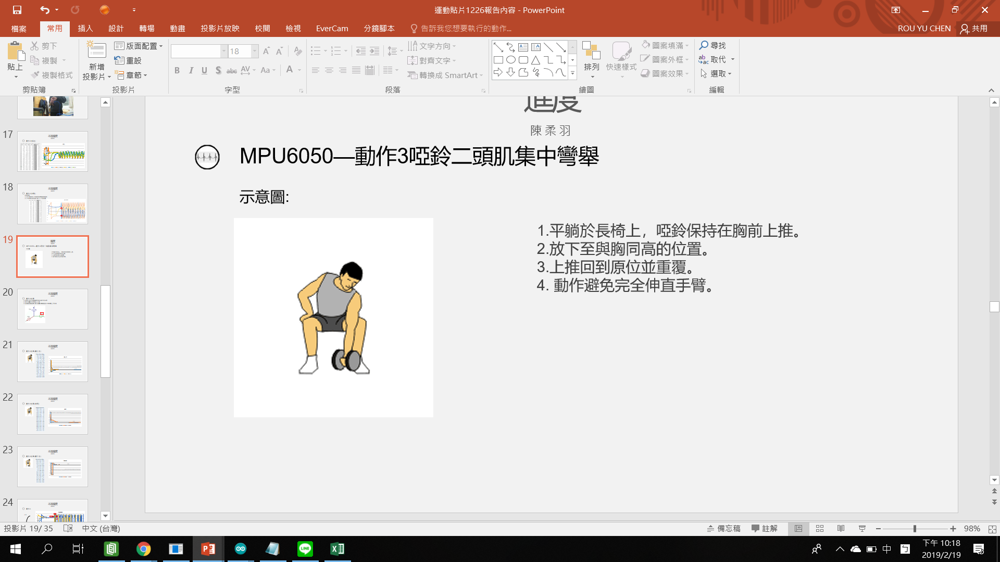 運動貼片1226報告內容 - PowerPoint
檔案 常用 插入 設計 轉場 動畫 投影片放映 校閱 檢視 EverCam 分鏡腳本 告訴我您想要執行的動作... ROU YU CHEN 共用
貼上 剪下 複製 複製格式 剪貼簿
新增 投影片 版面配置 重設 章節 投影片
18 B I U S abc AV Aa A 字型
文字方向 對齊文字 轉換成 SmartArt 段落
排列 快速樣式 圖案填滿 圖案外框 圖案效果 繪圖
尋找 取代 選取 編輯
17
18
19
20
21
22
23
24
進度
陳柔羽
MPU6050—動作3啞鈴二頭肌集中彎舉
示意圖:
1.平躺於長椅上，啞鈴保持在胸前上推。
2.放下至與胸同高的位置。
3.上推回到原位並重覆。
4. 動作避免完全伸直手臂。
投影片 19/ 35 中文 (台灣) 備忘稿 註解 98%
中 下午 10:18
2019/2/19